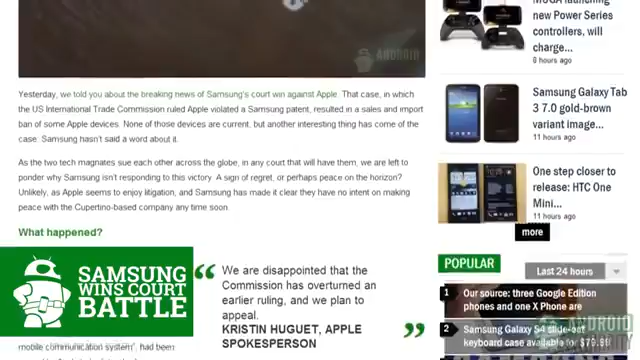 ANDROID
Yesterday, we told you about the breaking news of Samsung's court win against Apple. That case, in which
the US International Trade Commission ruled Apple violated a Samsung patent, resulted in a sales and import
ban of some Apple devices. None of those devices are current, but another interesting thing has come of the
case. Samsung hasn't said a word about it.
As the two tech magnates sue each other across the globe, in any court that will have them, we are left to
ponder why Samsung isn't responding to this victory. A sign of regret, or perhaps peace on the horizon?
Unlikely, as Apple seems to enjoy litigation, and Samsung has made it clear they have no intent on making
peace with the Cupertino-based company any time soon.
What happened?
SAMSUNG
WINS COURT
BATTLE
“ We are disappointed that the
Commission has overturned an
earlier ruling, and we plan to
appeal.
KRISTIN HUGUET, APPLE
SPOKESPERSON ”
mobile communication system, had been
MOGA launching
new Power Series
controllers, will
charge...
9 hours ago
Samsung Galaxy Tab
3 7.0 gold-brown
variant image...
11 hours ago
One step closer to
release: HTC One
Mini...
11 hours ago
more
POPULAR
Last 24 hours
1 Our source: three Google Edition
phones and one X Phone are
2 Samsung Galaxy S4 slide-out
keyboard case available for $79.99
ANDROID